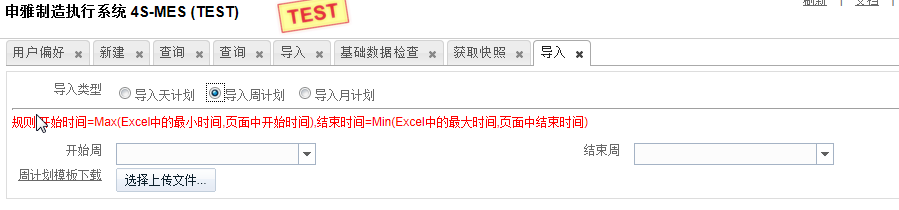 刷新 | 文档 |
申雅制造执行系统 4S-MES (TEST)
TEST
用户偏好 新建 查询 查询 导入 基础数据检查 获取快照 导入
导入类型 导入天计划 导入周计划 导入月计划
规则:开始时间=Max(Excel中的最小时间,页面中开始时间),结束时间=Min(Excel中的最大时间,页面中结束时间)
开始周 结束周
周计划模板下载 选择上传文件...